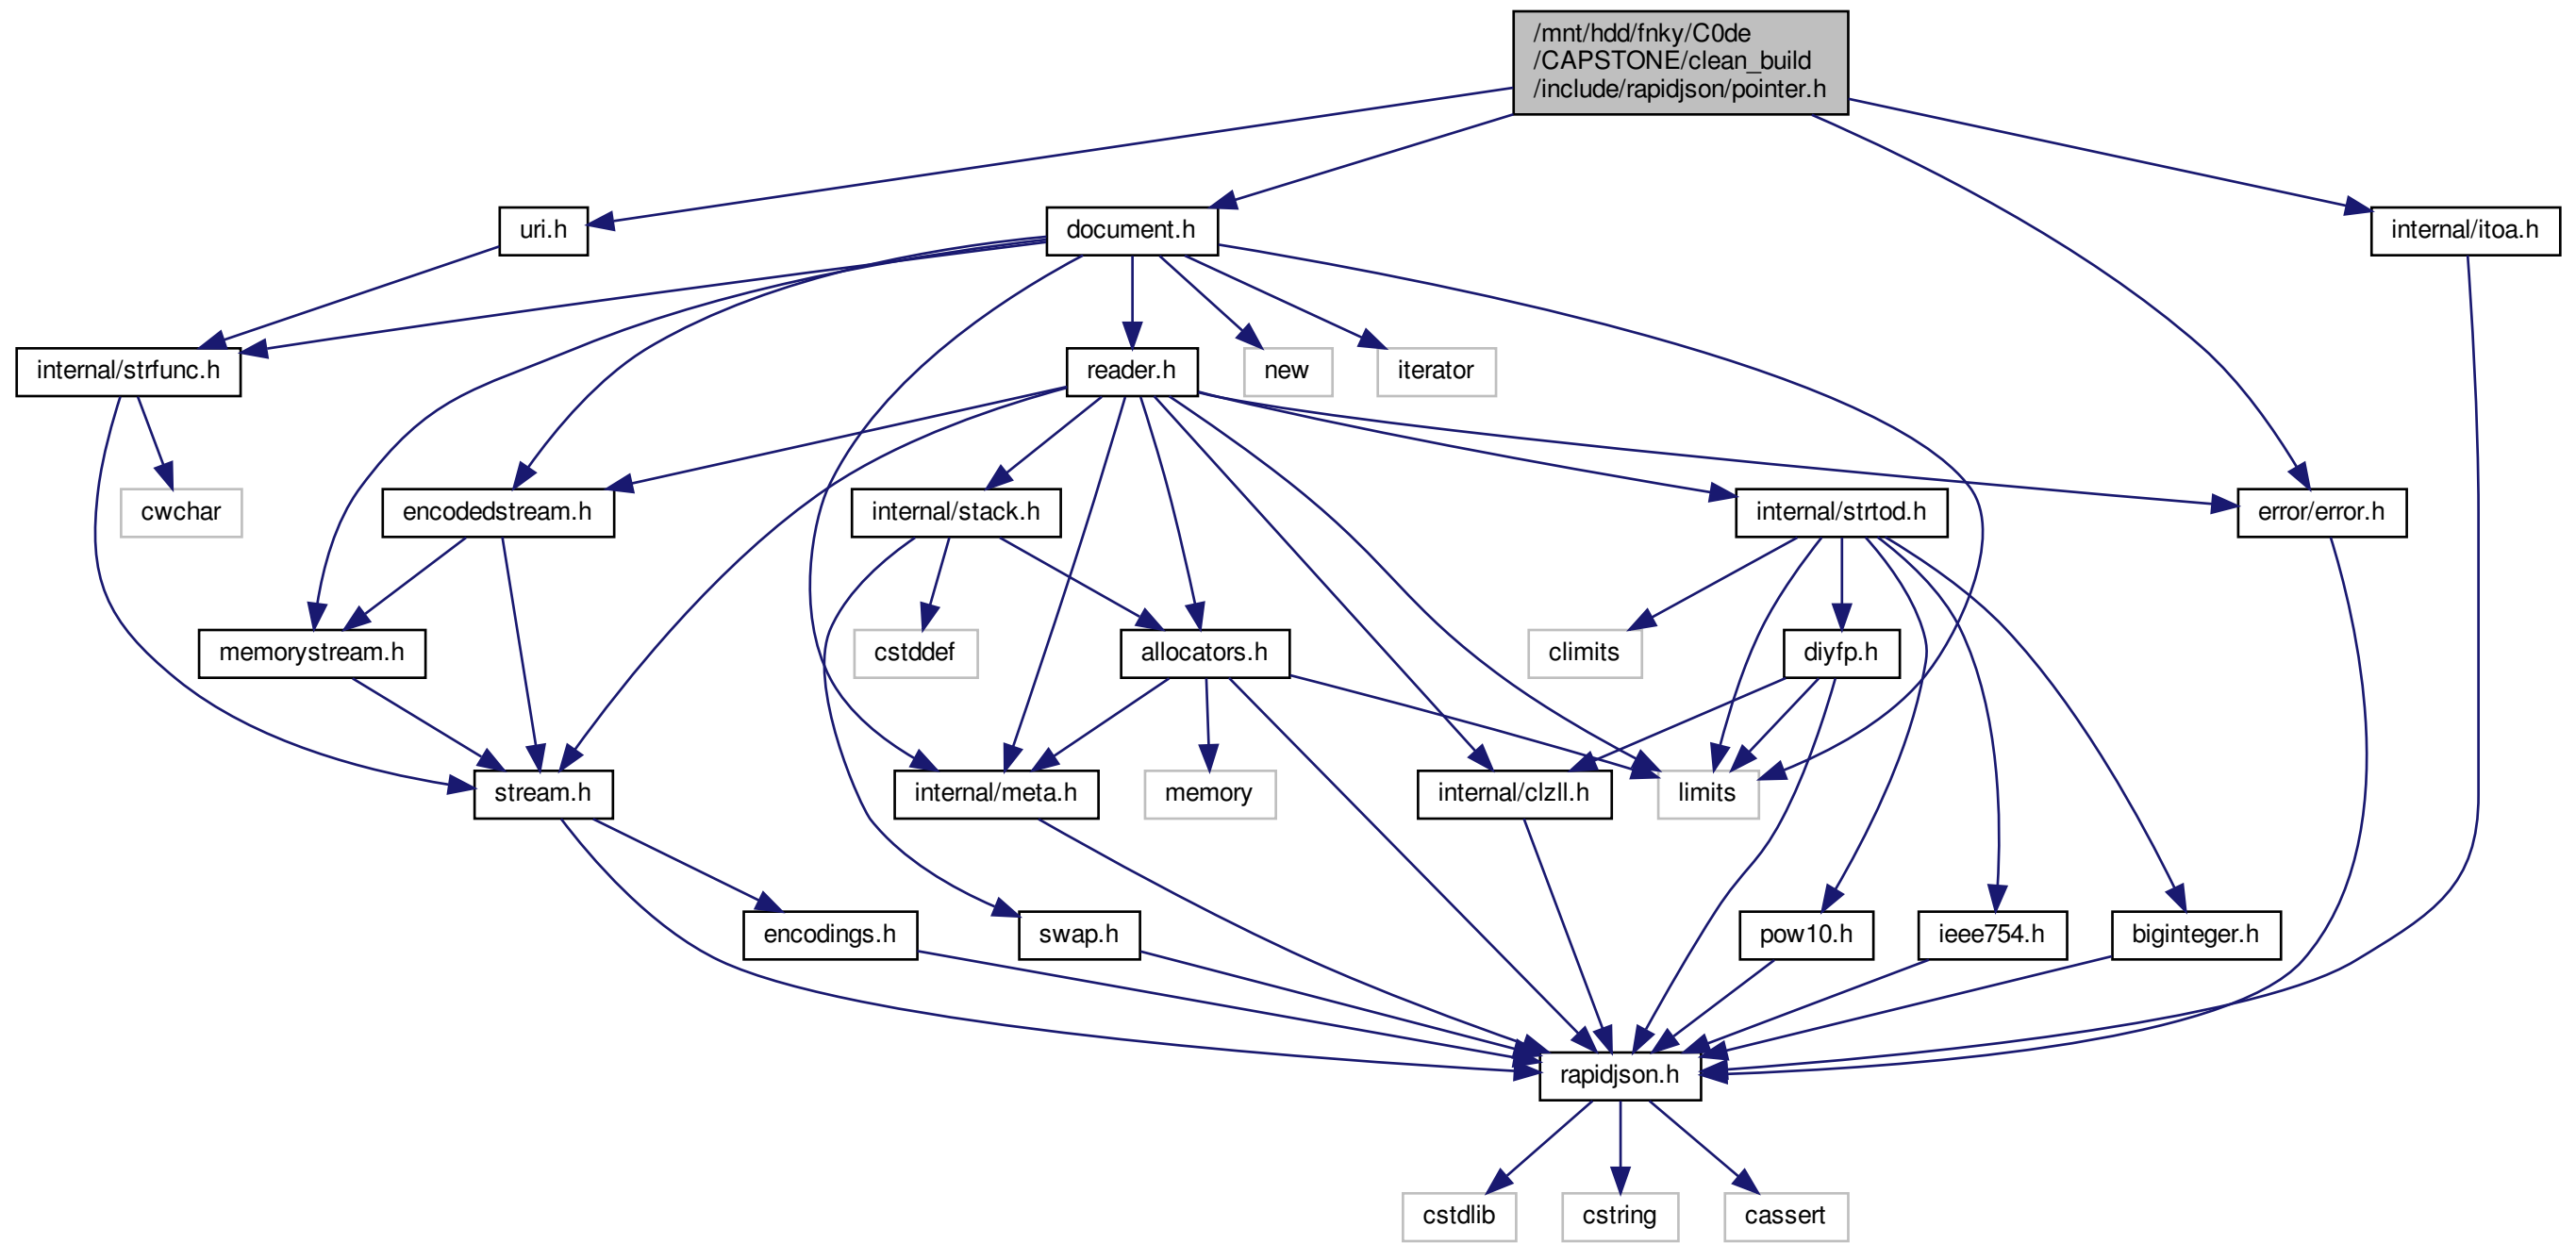 /mnt/hdd/fnky/C0de
/CAPSTONE/clean_build
/include/rapidjson/pointer.h
uri.h
document.h
internal/itoa.h
internal/strfunc.h
reader.h
new
iterator
cwchar
encodedstream.h
internal/stack.h
internal/strtod.h
error/error.h
memorystream.h
cstddef
allocators.h
climits
diyfp.h
stream.h
internal/meta.h
memory
internal/clzll.h
limits
encodings.h
swap.h
pow10.h
ieee754.h
biginteger.h
rapidjson.h
cstdlib
cstring
cassert